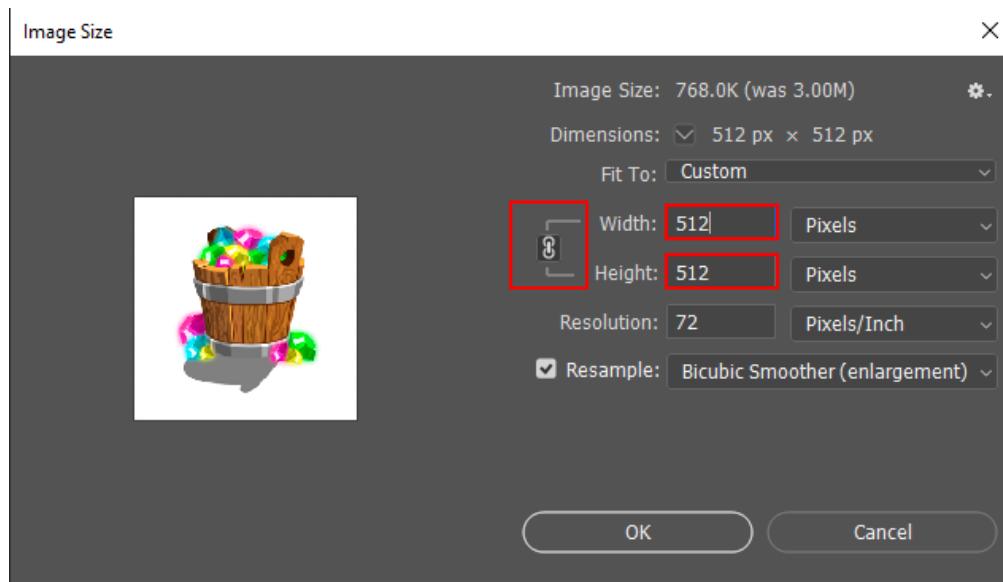 Image Size
Image Size: 768.0K (was 3.00M)
Dimensions: 512 px × 512 px
Fit To: Custom
Width: 512 Pixels
Height: 512 Pixels
Resolution: 72 Pixels/Inch
Resample: Bicubic Smoother (enlargement)
OK Cancel